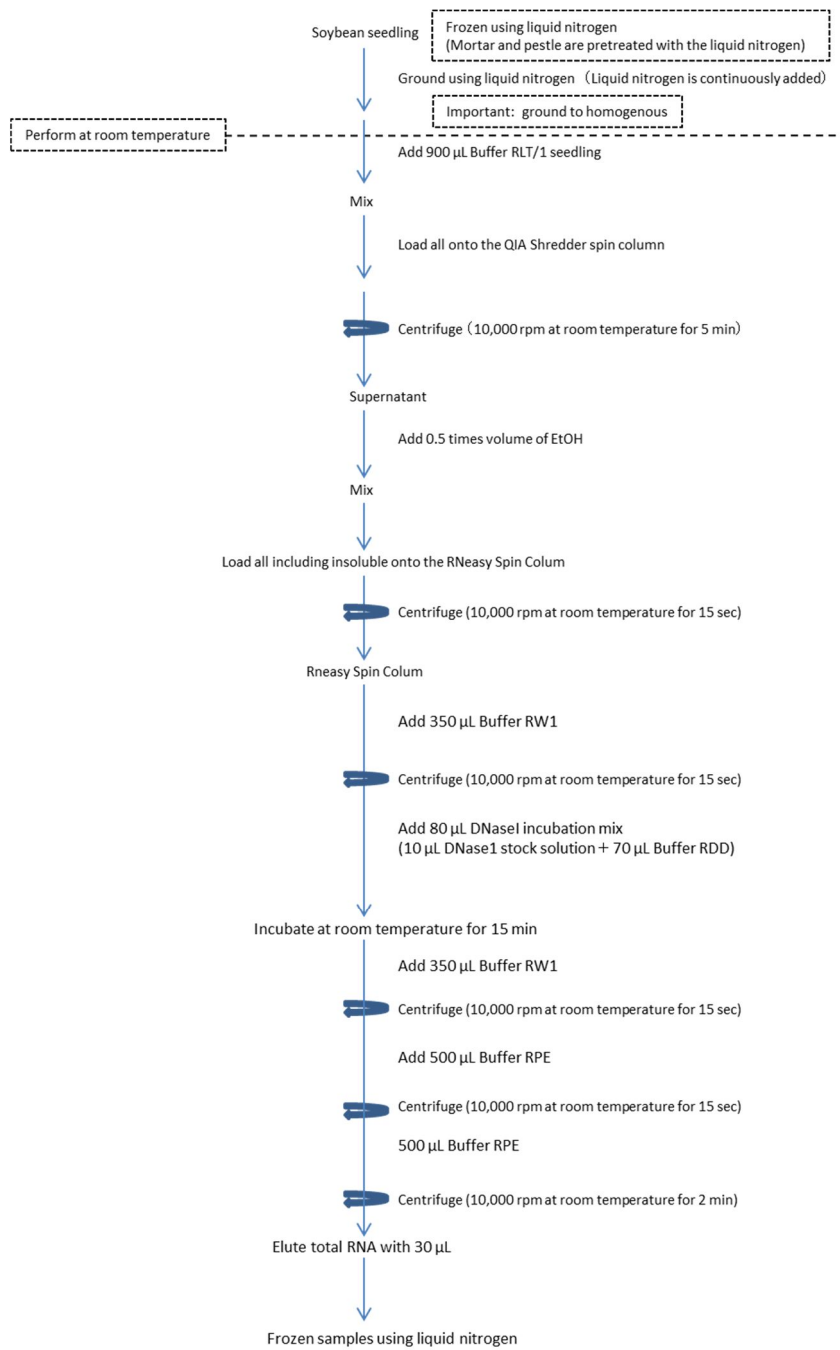 Soybean seedling
Frozen using liquid nitrogen
(Mortar and pestle are pretreated with the liquid nitrogen)
Ground using liquid nitrogen (Liquid nitrogen is continuously added)
Important: ground to homogenous
Perform at room temperature
Add 900 µL Buffer RLT/1 seedling
Mix
Load all onto the QIA Shredder spin column
Centrifuge (10,000 rpm at room temperature for 5 min)
Supernatant
Add 0.5 times volume of EtOH
Mix
Load all including insoluble onto the RNeasy Spin Colum
Centrifuge (10,000 rpm at room temperature for 15 sec)
Rneasy Spin Colum
Add 350 µL Buffer RW1
Centrifuge (10,000 rpm at room temperature for 15 sec)
Add 80 µL DNaseI incubation mix
(10 µL DNase1 stock solution + 70 µL Buffer RDD)
Incubate at room temperature for 15 min
Add 350 µL Buffer RW1
Centrifuge (10,000 rpm at room temperature for 15 sec)
Add 500 µL Buffer RPE
Centrifuge (10,000 rpm at room temperature for 15 sec)
500 µL Buffer RPE
Centrifuge (10,000 rpm at room temperature for 2 min)
Elute total RNA with 30 µL
Frozen samples using liquid nitrogen